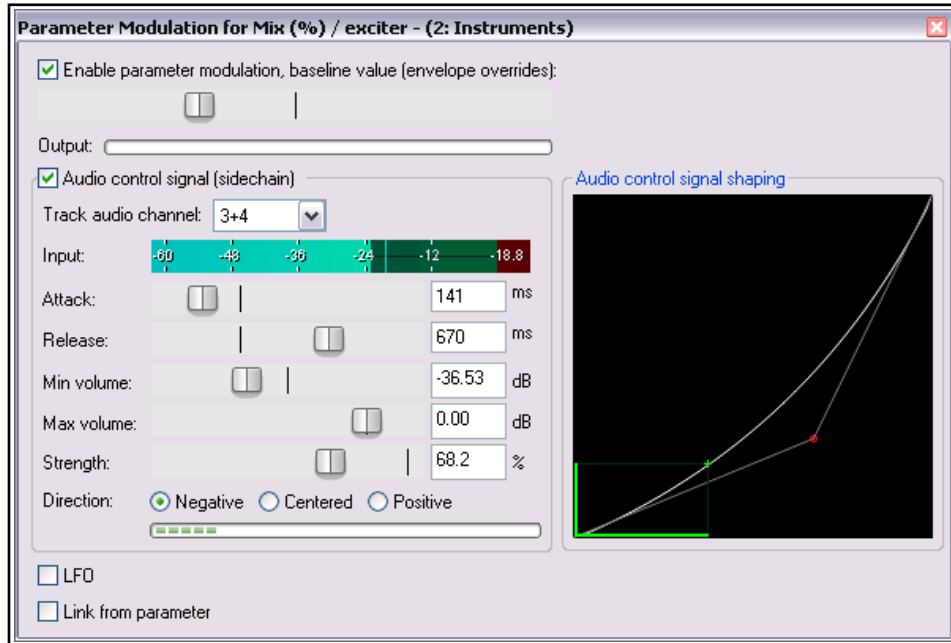 Parameter Modulation for Mix (%) / exciter - (2: Instruments)
Enable parameter modulation, baseline value (envelope overrides):
Output:
Audio control signal (sidechain)
Track audio channel: 3+4
Input: -60 -48 -36 -24 -12 -18.8
Attack: 141 ms
Release: 670 ms
Min volume: -36.53 dB
Max volume: 0.00 dB
Strength: 68.2 %
Direction: Negative Centered Positive
Audio control signal shaping
LFO
Link from parameter